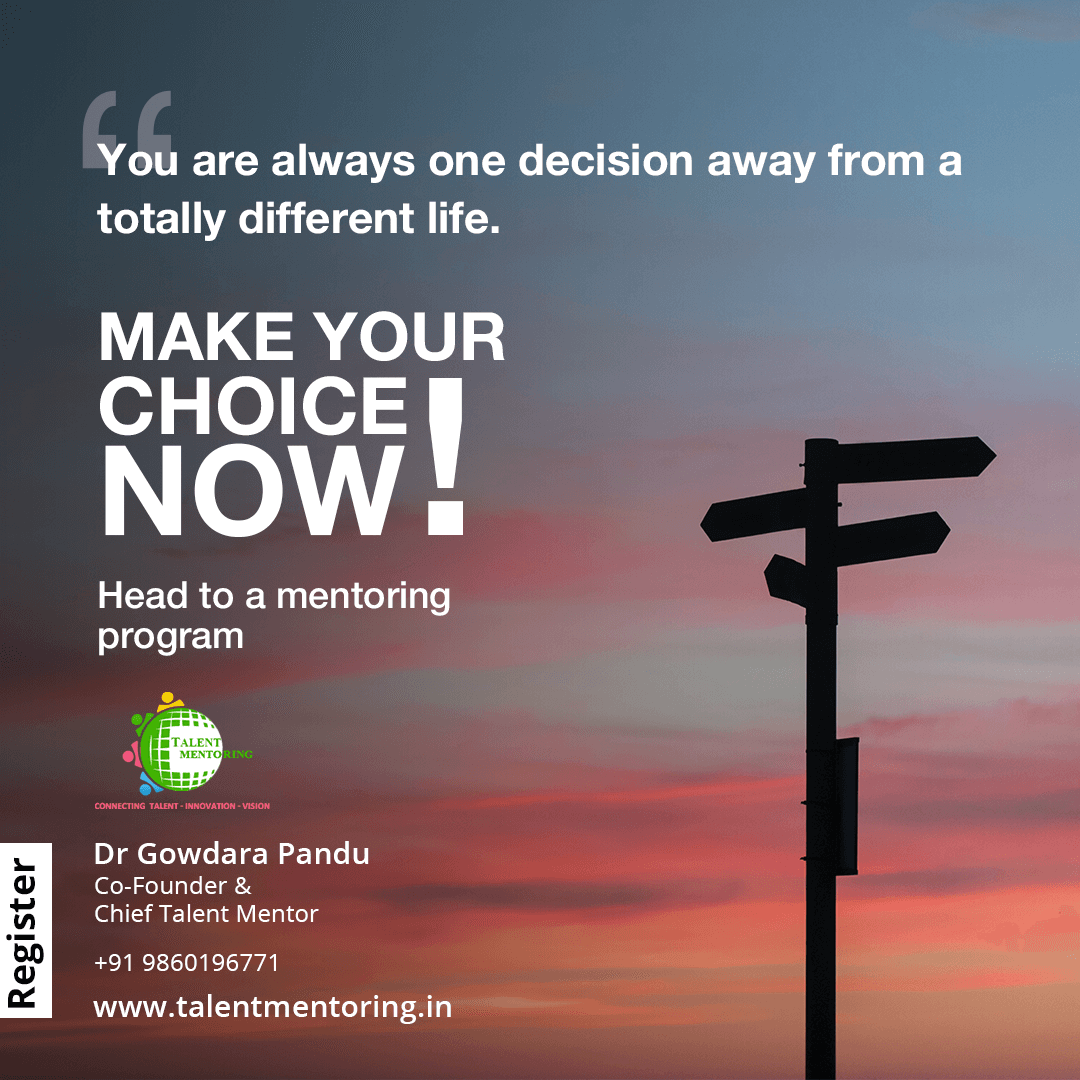 “
You are always one decision away from a
totally different life.
MAKE YOUR
CHOICE
NOW!
Head to a mentoring
program
TALENT
MENTORING
CONNECTING TALENT - INNOVATION - VISION
Dr Gowdara Pandu
Co-Founder &
Chief Talent Mentor
+91 9860196771
www.talentmentoring.in
Register